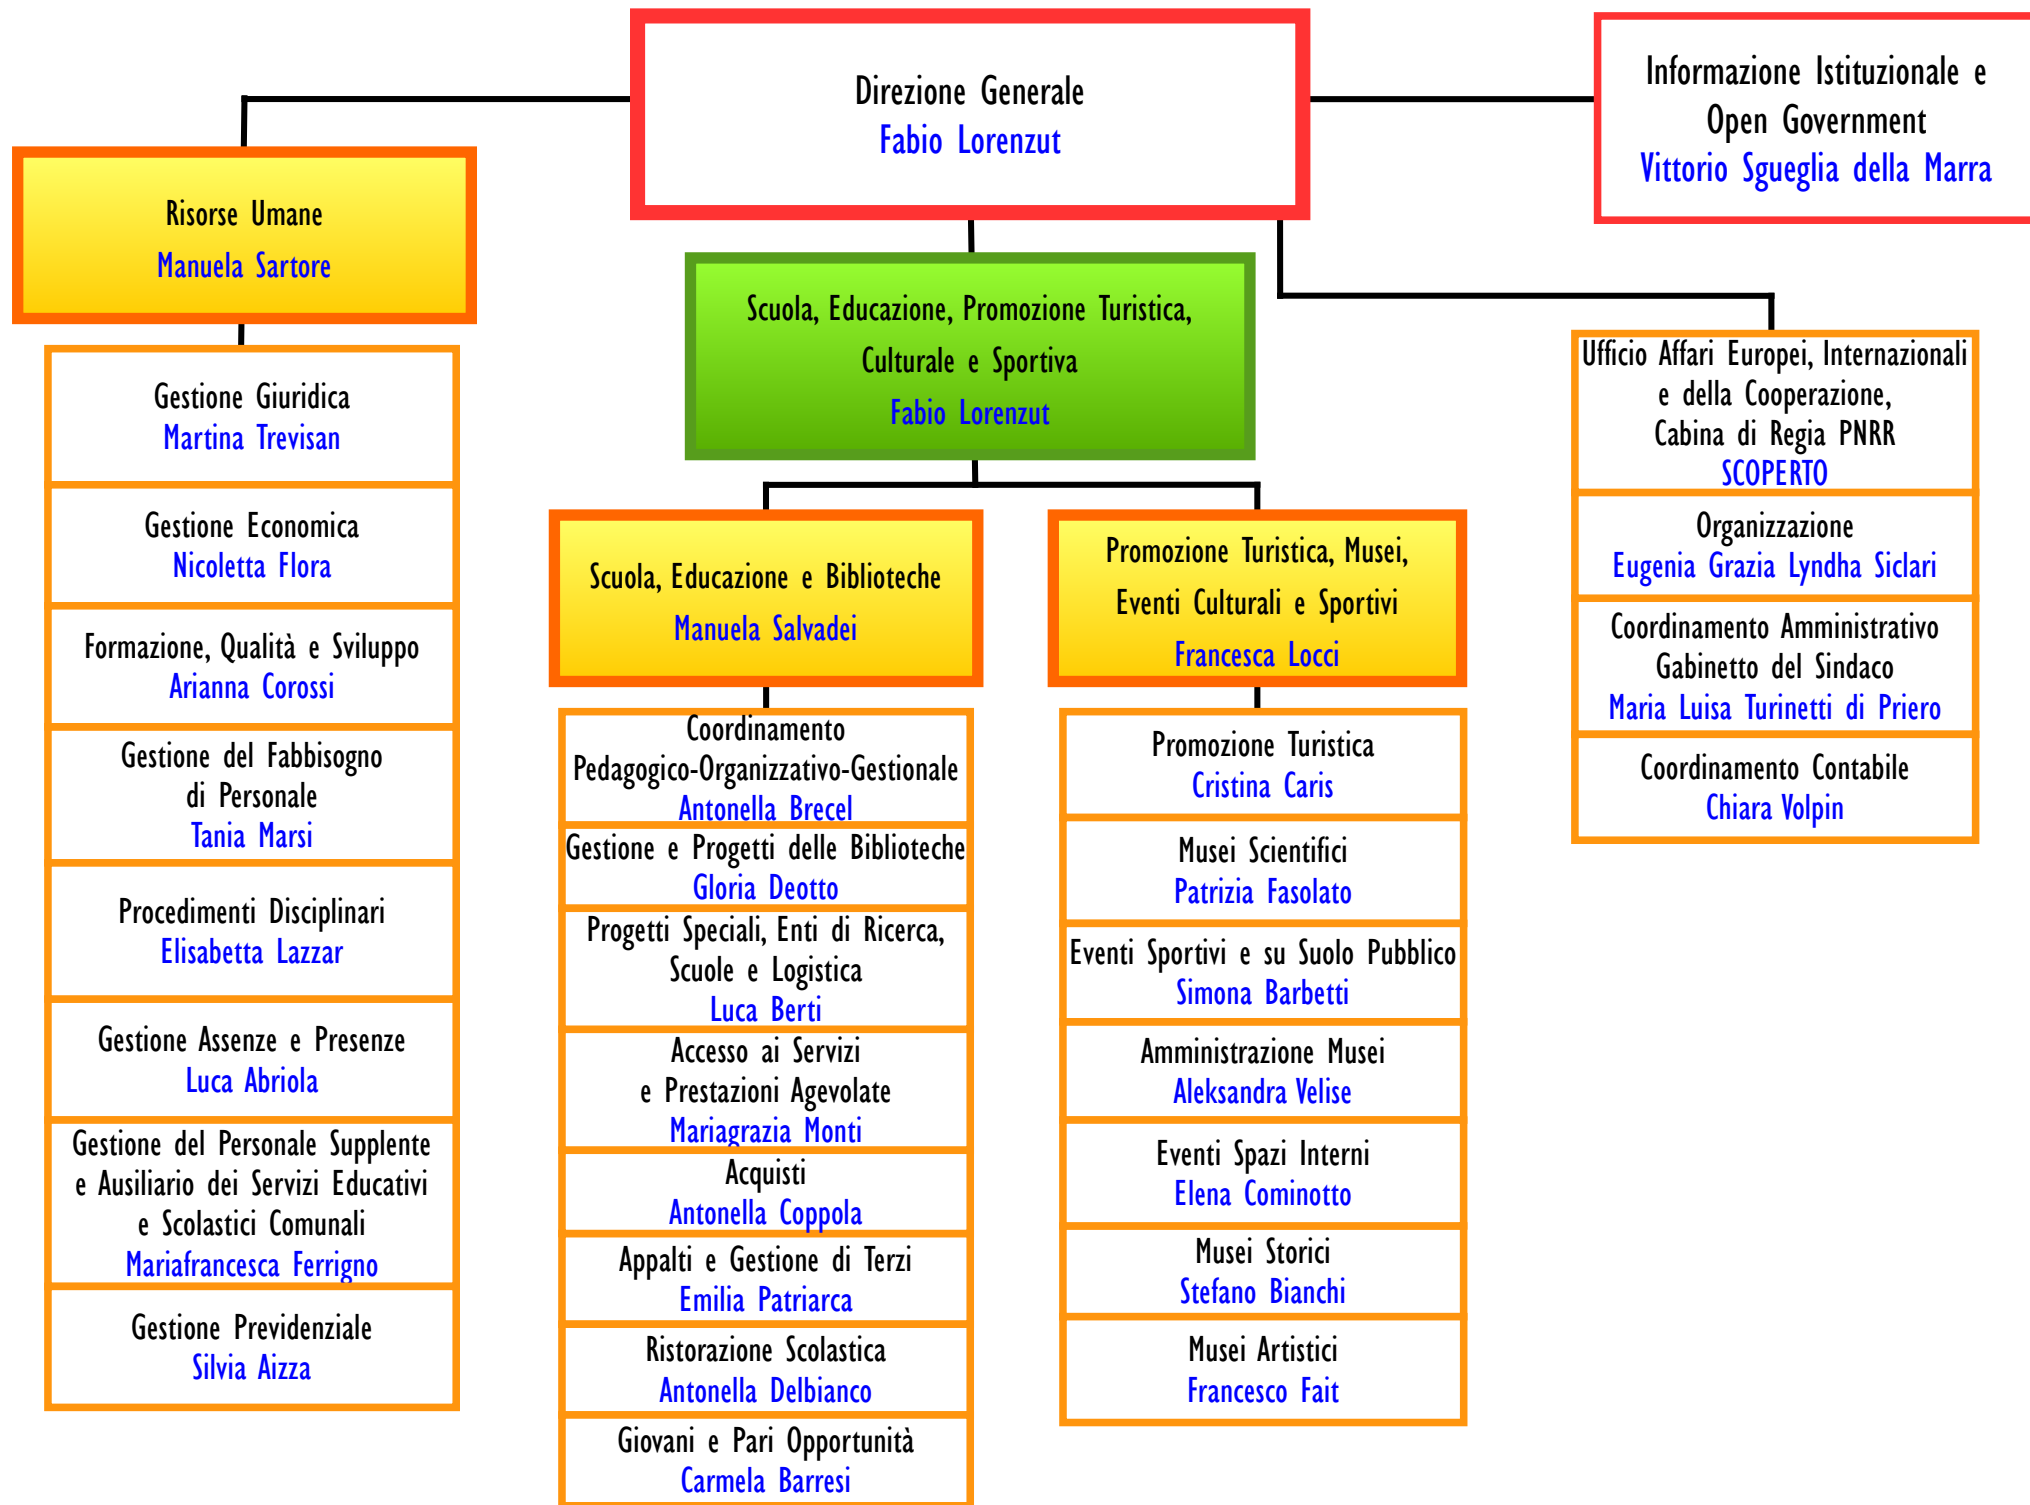 Direzione Generale
Fabio Lorenzut
Informazione Istituzionale e
Open Government
Vittorio Sgueglia della Marra
Risorse Umane
Manuela Sartore
Gestione Giuridica
Martina Trevisan
Gestione Economica
Nicoletta Flora
Formazione, Qualità e Sviluppo
Arianna Corossi
Gestione del Fabbisogno
di Personale
Tania Marsi
Procedimenti Disciplinari
Elisabetta Lazzar
Gestione Assenze e Presenze
Luca Abriola
Gestione del Personale Supplente
e Ausiliario dei Servizi Educativi
e Scolastici Comunali
Mariafrancesca Ferrigno
Gestione Previdenziale
Silvia Aizza
Scuola, Educazione, Promozione Turistica,
Culturale e Sportiva
Fabio Lorenzut
Scuola, Educazione e Biblioteche
Manuela Salvadei
Coordinamento
Pedagogico-Organizzativo-Gestionale
Antonella Brecel
Gestione e Progetti delle Biblioteche
Gloria Deotto
Progetti Speciali, Enti di Ricerca,
Scuole e Logistica
Luca Berti
Accesso ai Servizi
e Prestazioni Agevolate
Mariagrazia Monti
Acquisti
Antonella Coppola
Appalti e Gestione di Terzi
Emilia Patriarca
Ristorazione Scolastica
Antonella Delbianco
Giovani e Pari Opportunità
Carmela Barresi
Promozione Turistica, Musei,
Eventi Culturali e Sportivi
Francesca Locci
Promozione Turistica
Cristina Caris
Musei Scientifici
Patrizia Fasolato
Eventi Sportivi e su Suolo Pubblico
Simona Barbetti
Amministrazione Musei
Aleksandra Velise
Eventi Spazi Interni
Elena Cominotto
Musei Storici
Stefano Bianchi
Musei Artistici
Francesco Fait
Ufficio Affari Europei, Internazionali
e della Cooperazione,
Cabina di Regia PNRR
SCOPERTO
Organizzazione
Eugenia Grazia Lyndha Siclari
Coordinamento Amministrativo
Gabinetto del Sindaco
Maria Luisa Turinetti di Priero
Coordinamento Contabile
Chiara Volpin